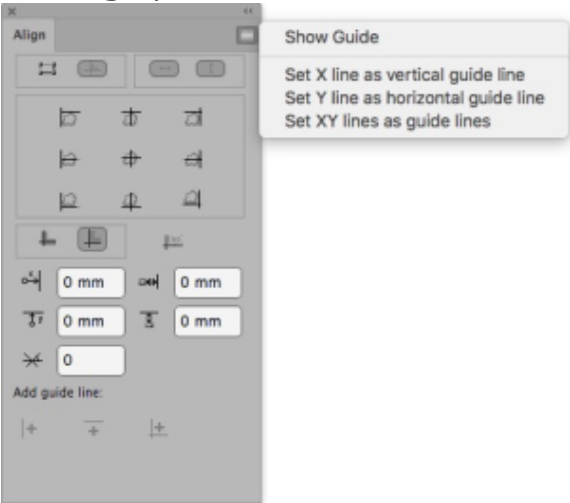 Align
Show Guide
Set X line as vertical guide line
Set Y line as horizontal guide line
Set XY lines as guide lines
0 mm
0 mm
0 mm
0 mm
0
Add guide line: